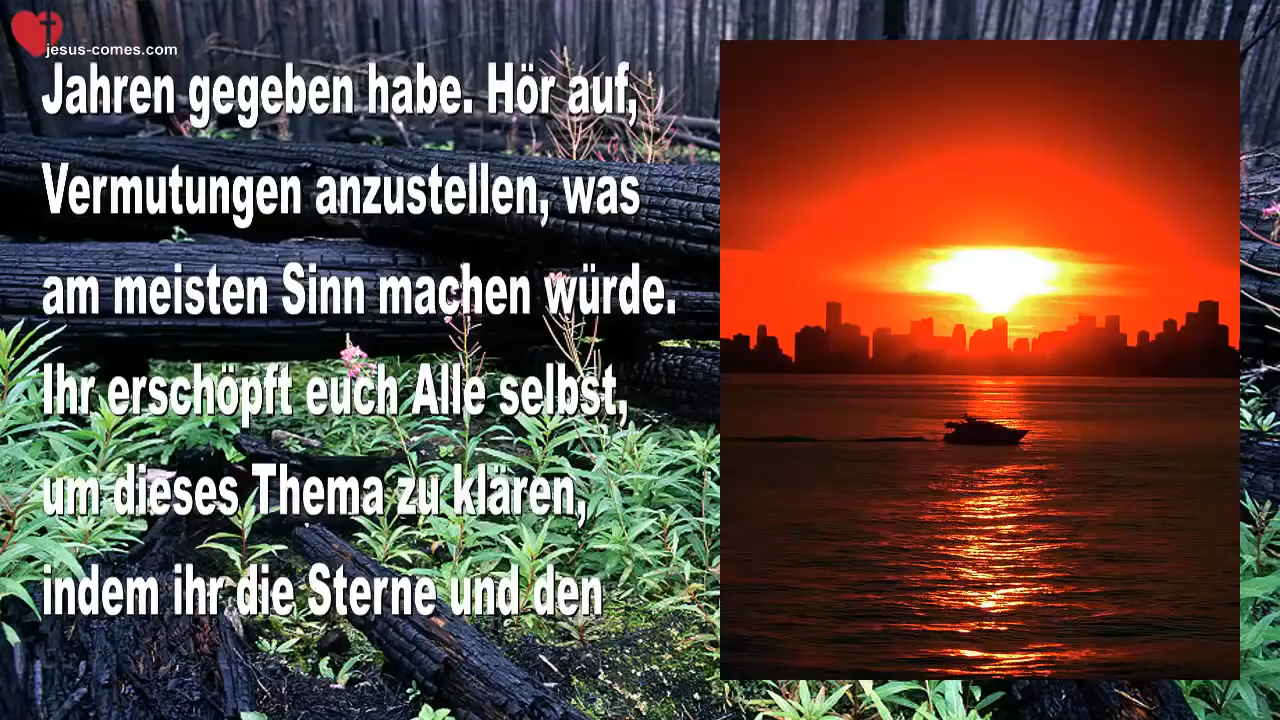 jesus-comes.com
Jahren gegeben habe. Hör auf,
Vermutungen anzustellen, was
am meisten Sinn machen würde.
Ihr erschöpft euch Alle selbst,
um dieses Thema zu klären,
indem ihr die Sterne und den